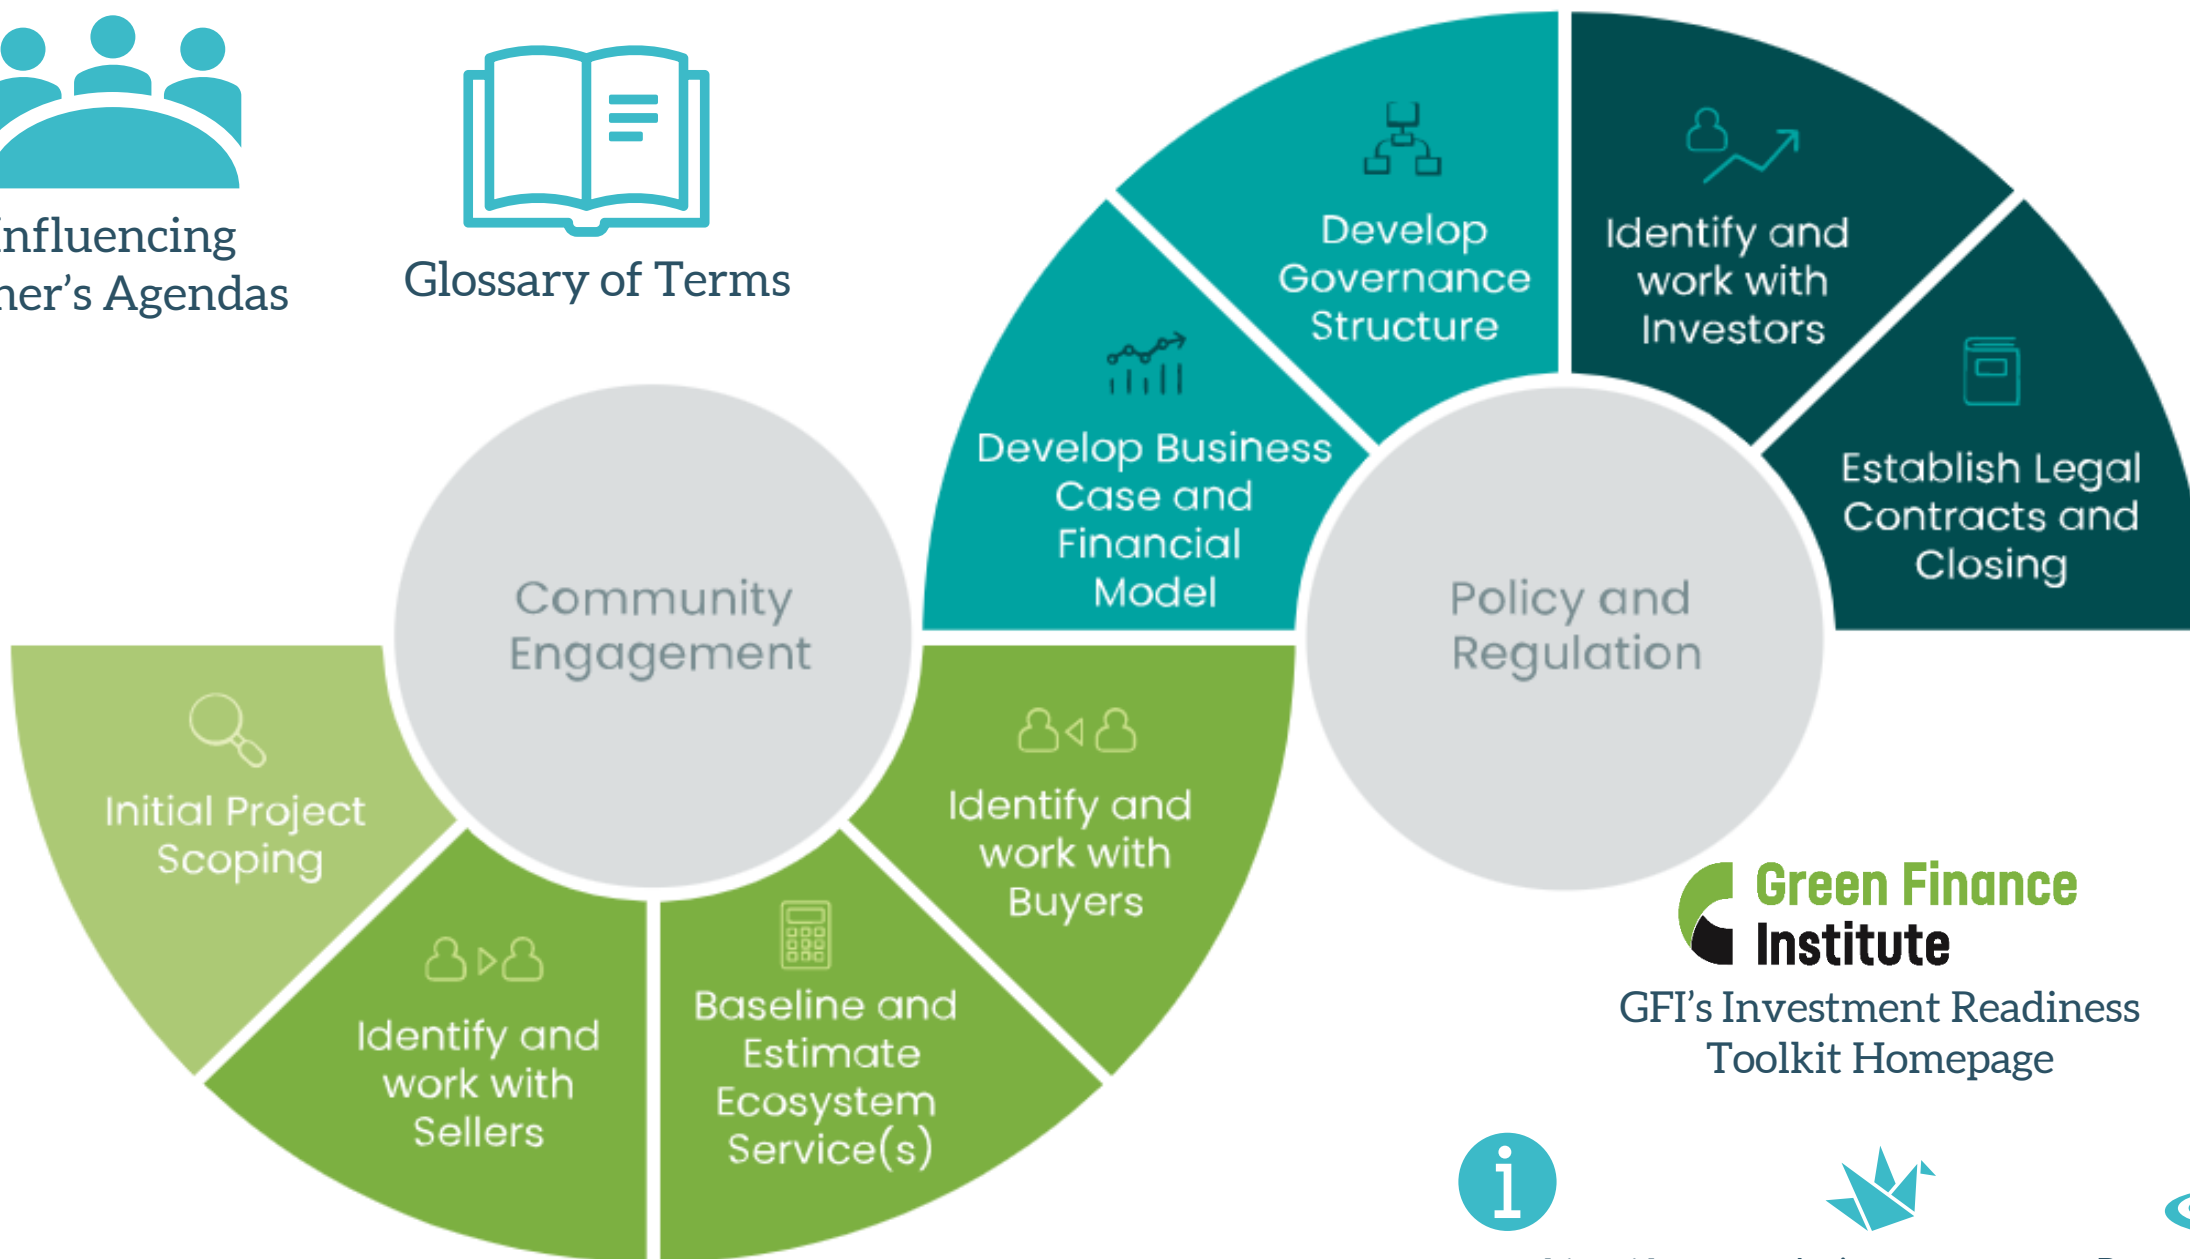 nfluencing
er's Agendas
Glossary of Terms
Develop
Governance
Structure
Identify and
work with
Investors
Develop Business
Case and
Financial
Model
Establish Legal
Contracts and
Closing
Community
Engagement
Policy and
Regulation
Initial Project
Scoping
Identify and
work with
Sellers
Baseline and
Estimate
Ecosystem
Service(s)
Identify and
work with
Buyers
Green Finance
Institute
GFI's Investment Readiness
Toolkit Homepage
i